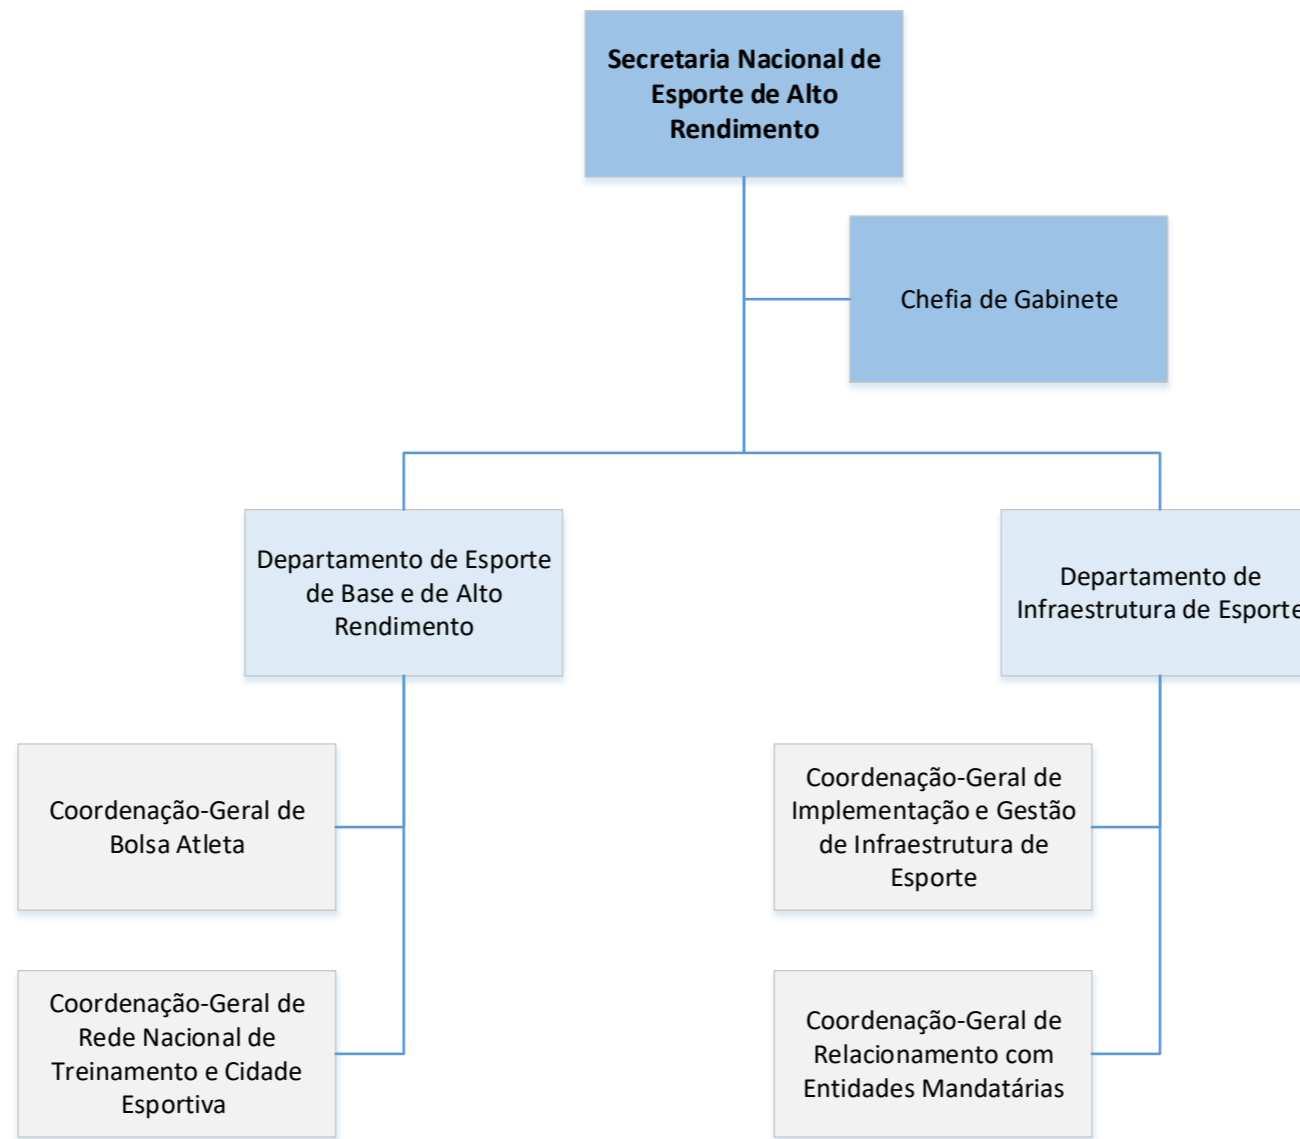 Secretaria Nacional de
Esporte de Alto
Rendimento
Chefia de Gabinete
Departamento de Esporte
de Base e de Alto
Rendimento
Departamento de
Infraestrutura de Esporte
Coordenação-Geral de
Bolsa Atleta
Coordenação-Geral de
Implementação e Gestão
de Infraestrutura de
Esporte
Coordenação-Geral de
Rede Nacional de
Treinamento e Cidade
Esportiva
Coordenação-Geral de
Relacionamento com
Entidades Mandatárias